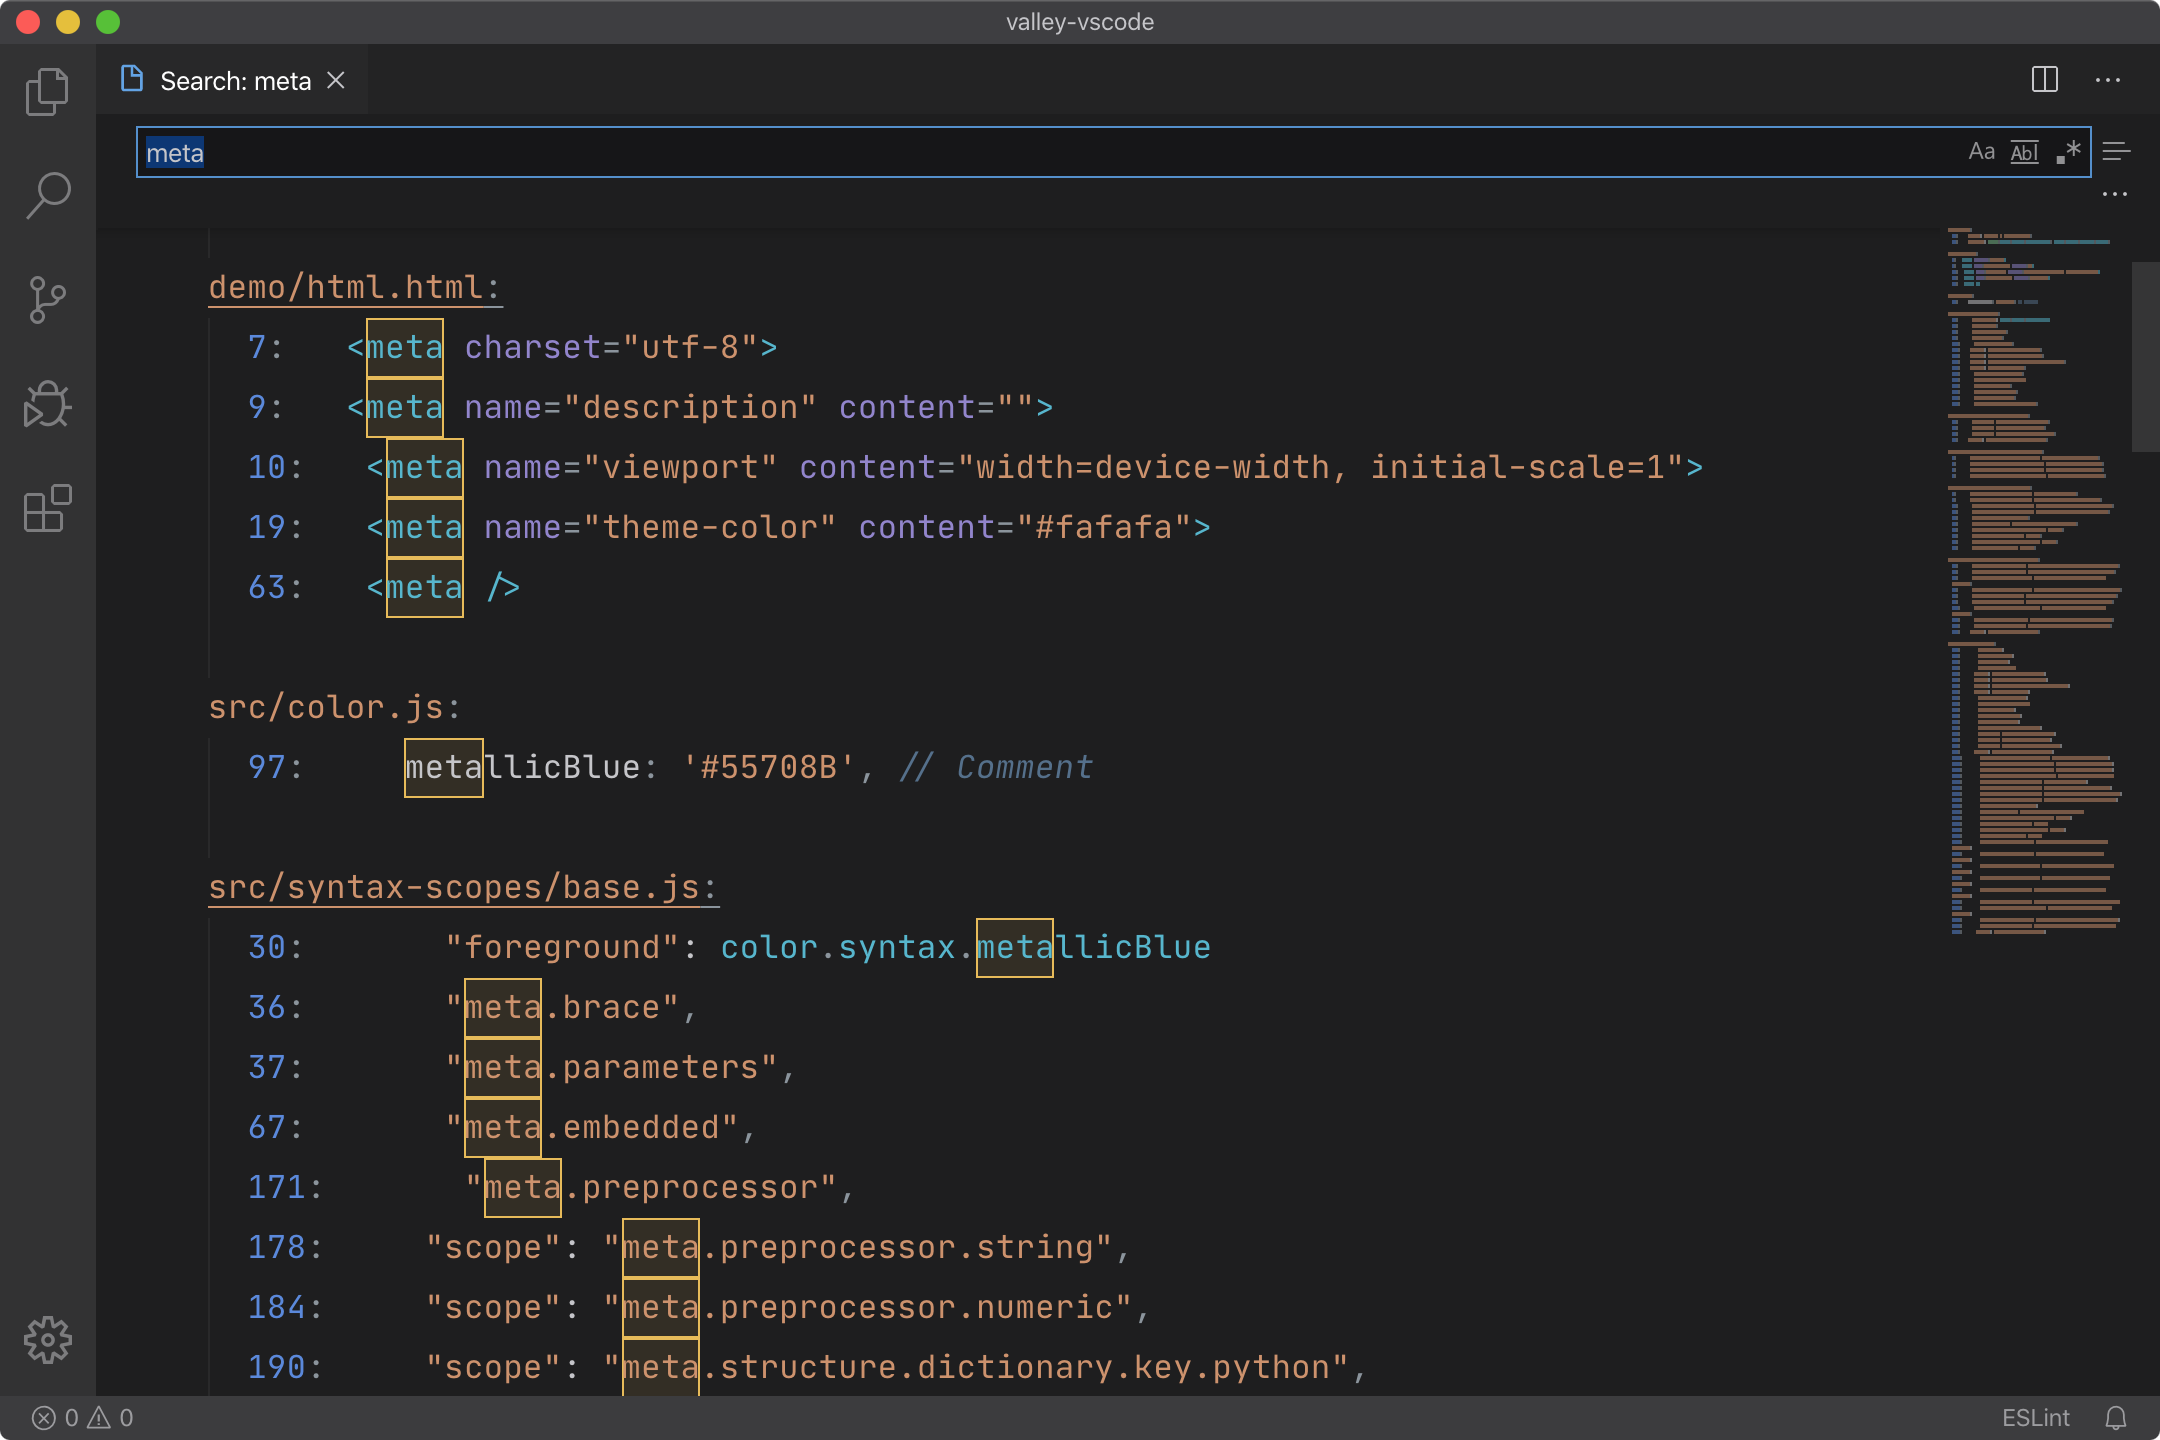 valley-vscode
Search: meta
meta
Aa Abl .*
demo/html.html:
7: <meta charset="utf-8">
9: <meta name="description" content="">
10: <meta name="viewport" content="width=device-width, initial-scale=1">
19: <meta name="theme-color" content="#fafafa">
63: <meta />
src/color.js:
97: metallicBlue: '#55708B', // Comment
src/syntax-scopes/base.js:
30: "foreground": color.syntax.metallicBlue
36: "meta.brace",
37: "meta.parameters",
67: "meta.embedded",
171: "meta.preprocessor",
178: "scope": "meta.preprocessor.string",
184: "scope": "meta.preprocessor.numeric",
190: "scope": "meta.structure.dictionary.key.python",
0 0 ESLint